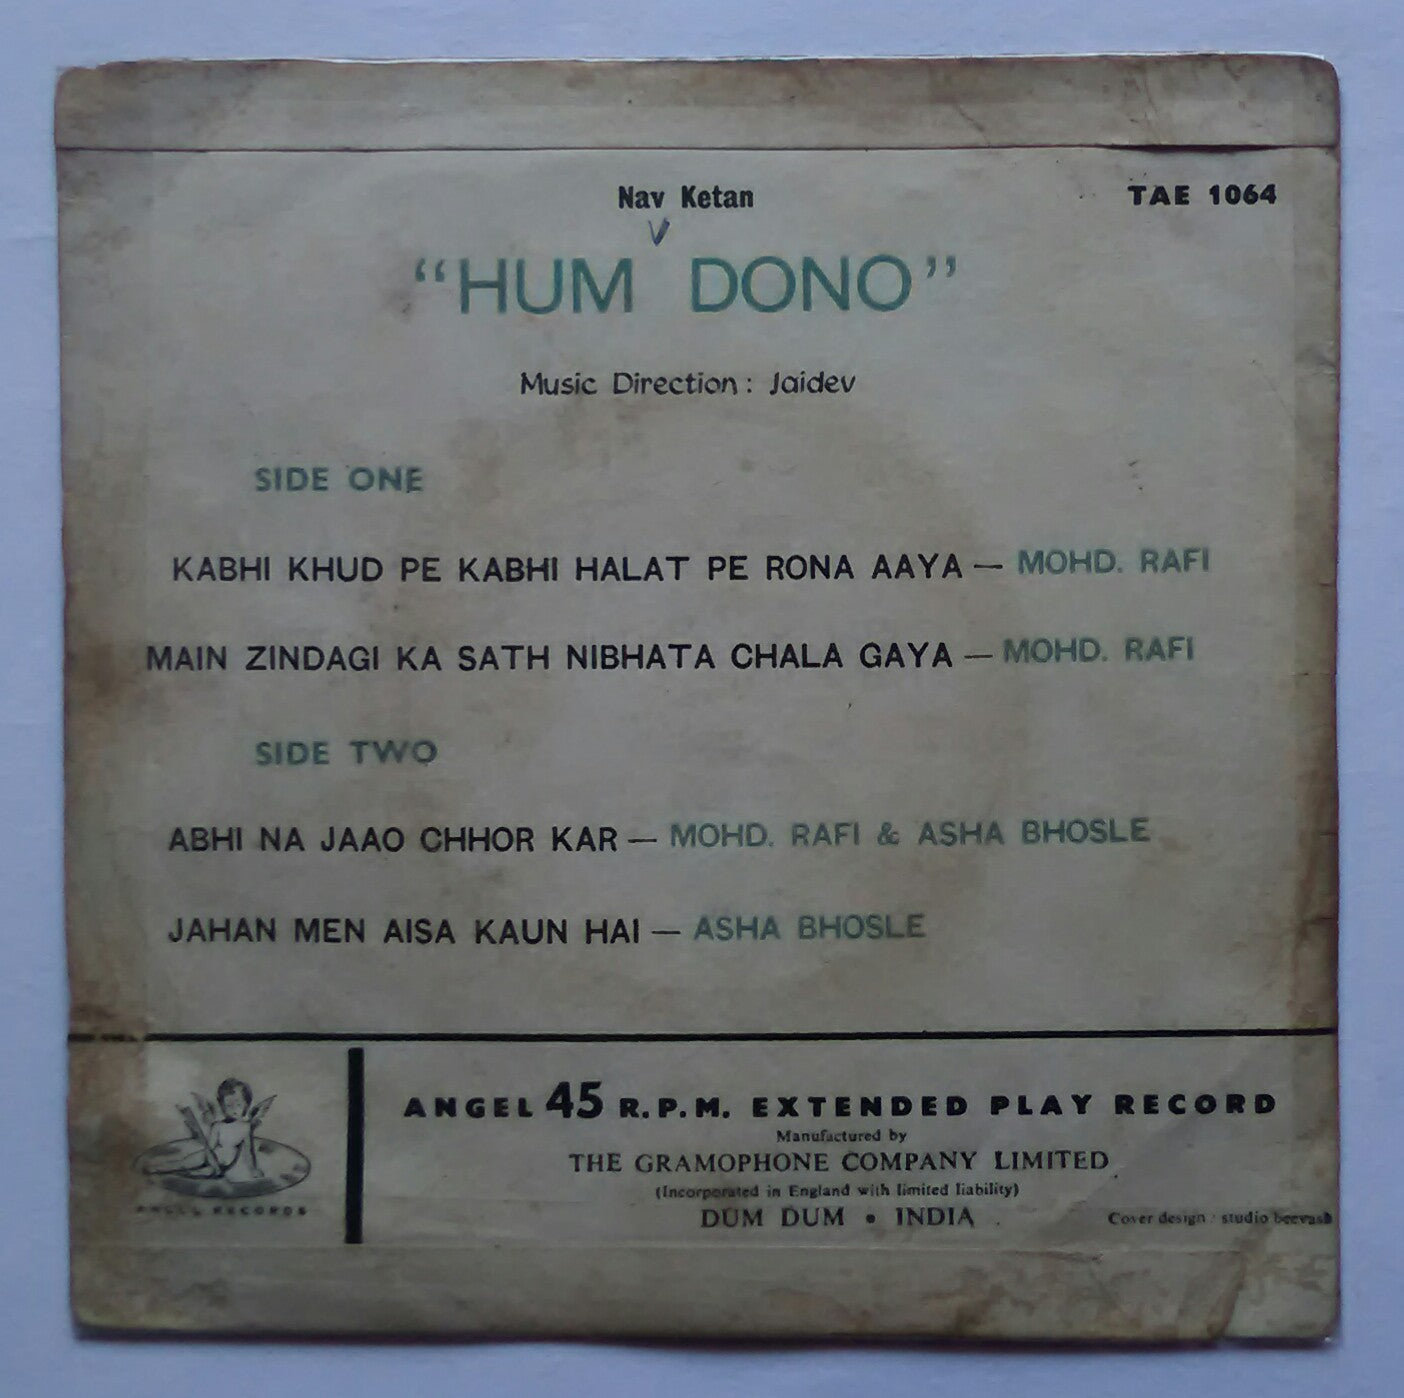 Nav Ketan
TAE 1064
"HUM DONO"
Music Direction : Jaidev
SIDE ONE
KABHI KHUD PE KABHI HALAT PE RONA AAYA — MOHD. RAFI
MAIN ZINDAGI KA SATH NIBHATA CHALA GAYA — MOHD. RAFI
SIDE TWO
ABHI NA JAAO CHHOR KAR — MOHD. RAFI & ASHA BHOSLE
JAHAN MEN AISA KAUN HAI — ASHA BHOSLE
ANGEL 45 R.P.M. EXTENDED PLAY RECORD
Manufactured by
THE GRAMOPHONE COMPANY LIMITED
(Incorporated in England with limited liability)
DUM DUM • INDIA
Cover design : studio beevash
ANGEL RECORDS